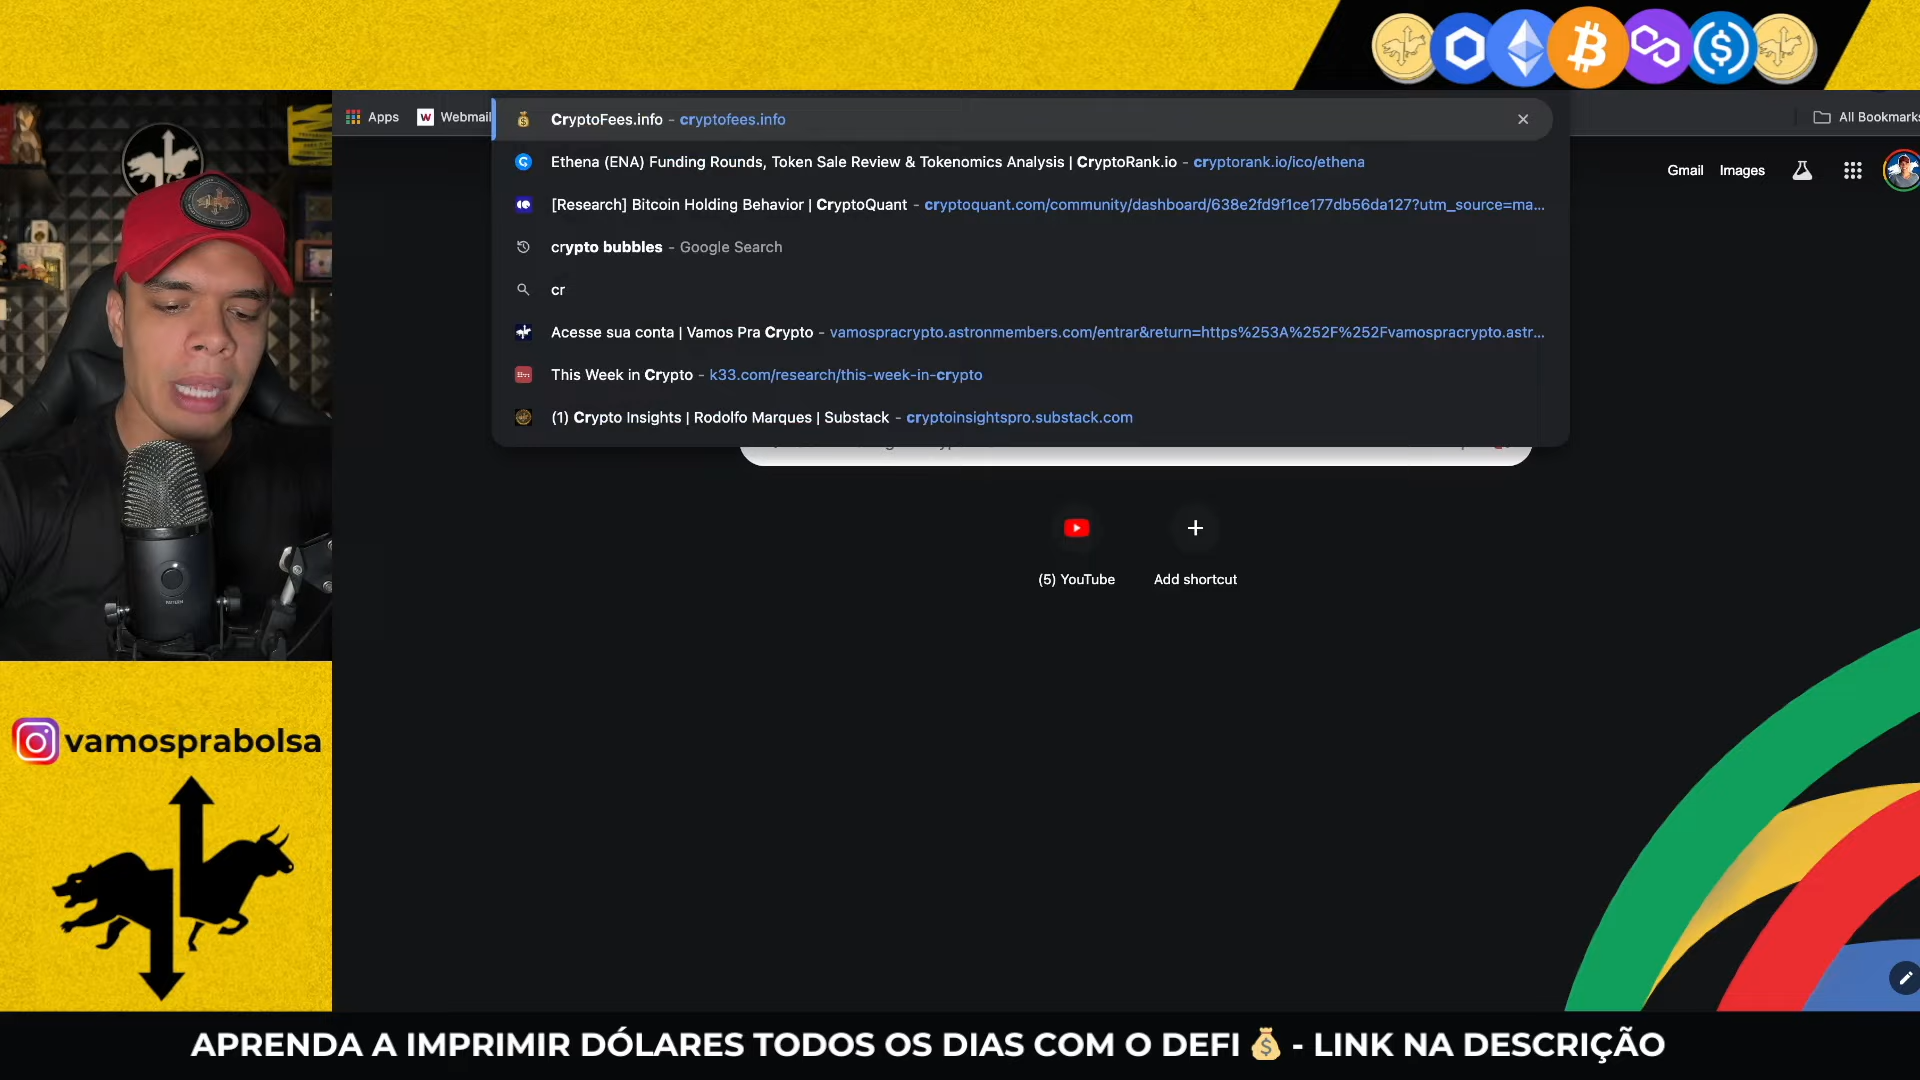 Apps
Webmail
CryptoFees.info - cryptofees.info
All Bookmarks
Ethena (ENA) Funding Rounds, Token Sale Review & Tokenomics Analysis | CryptoRank.io - cryptorank.io/ico/ethena
Gmail
Images
[Research] Bitcoin Holding Behavior | CryptoQuant - cryptoquant.com/community/dashboard/638e2fd9f1ce177db56da127?utm_source=ma...
crypto bubbles - Google Search
cr
Acesse sua conta | Vamos Pra Crypto - vamospracrypto.astronmembers.com/entrar&return=https%253A%252F%252Fvamospracrypto.astr...
This Week in Crypto - k33.com/research/this-week-in-crypto
(1) Crypto Insights | Rodolfo Marques | Substack - cryptoinsightspro.substack.com
(5) YouTube
Add shortcut
vamosprabolsa
APRENDA A IMPRIMIR DÓLARES TODOS OS DIAS COM O DEFI 💰 - LINK NA DESCRIÇÃO